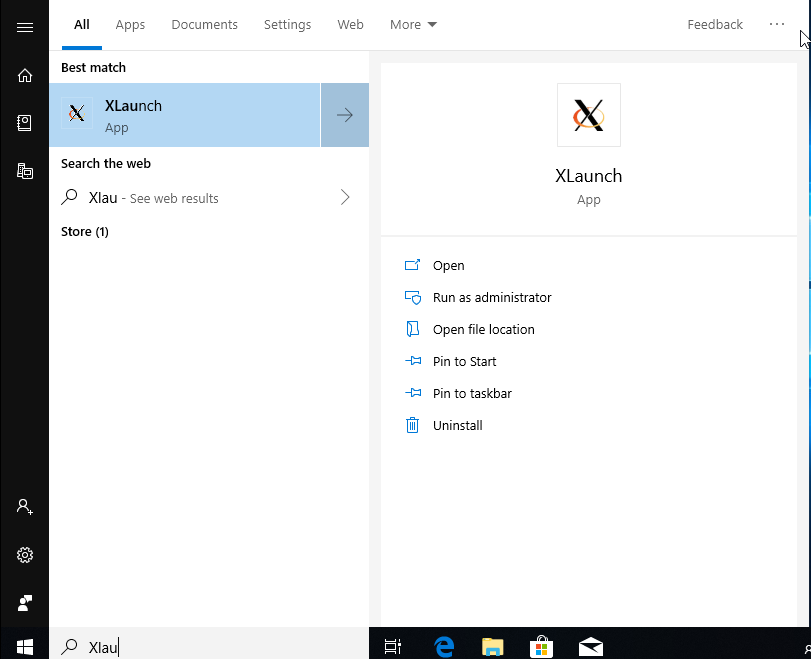 All Apps Documents Settings Web More Feedback ...
Best match
XLaunch
App
Search the web
Xlau - See web results
Store (1)
XLaunch
App
Open
Run as administrator
Open file location
Pin to Start
Pin to taskbar
Uninstall
Xlau